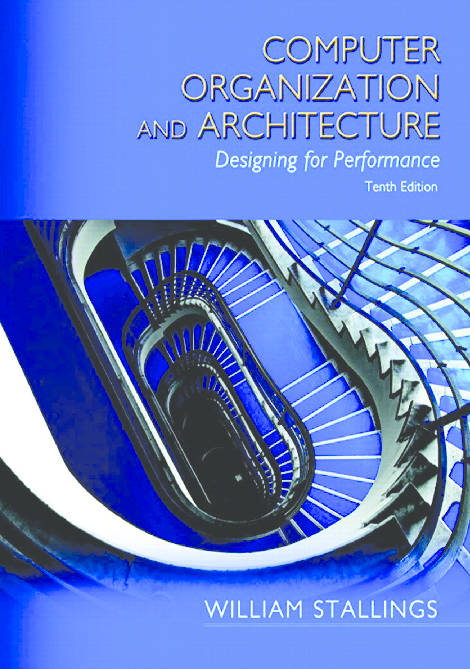 COMPUTER
ORGANIZATION
AND ARCHITECTURE
Designing for Performance
Tenth Edition
WILLIAM STALLINGS